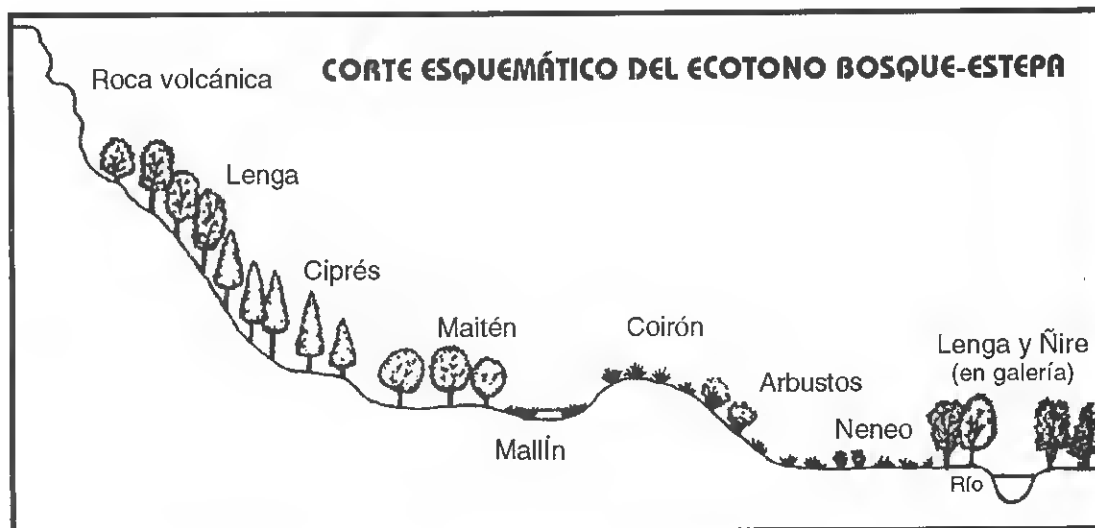 CORTE ESQUEMÁTICO DEL ECOTONO BOSQUE-ESTEPA
Roca volcánica
Lenga
Ciprés
Maitén
Mallín
Coirón
Arbustos
Neneo
Lenga y Ñire
(en galería)
Río